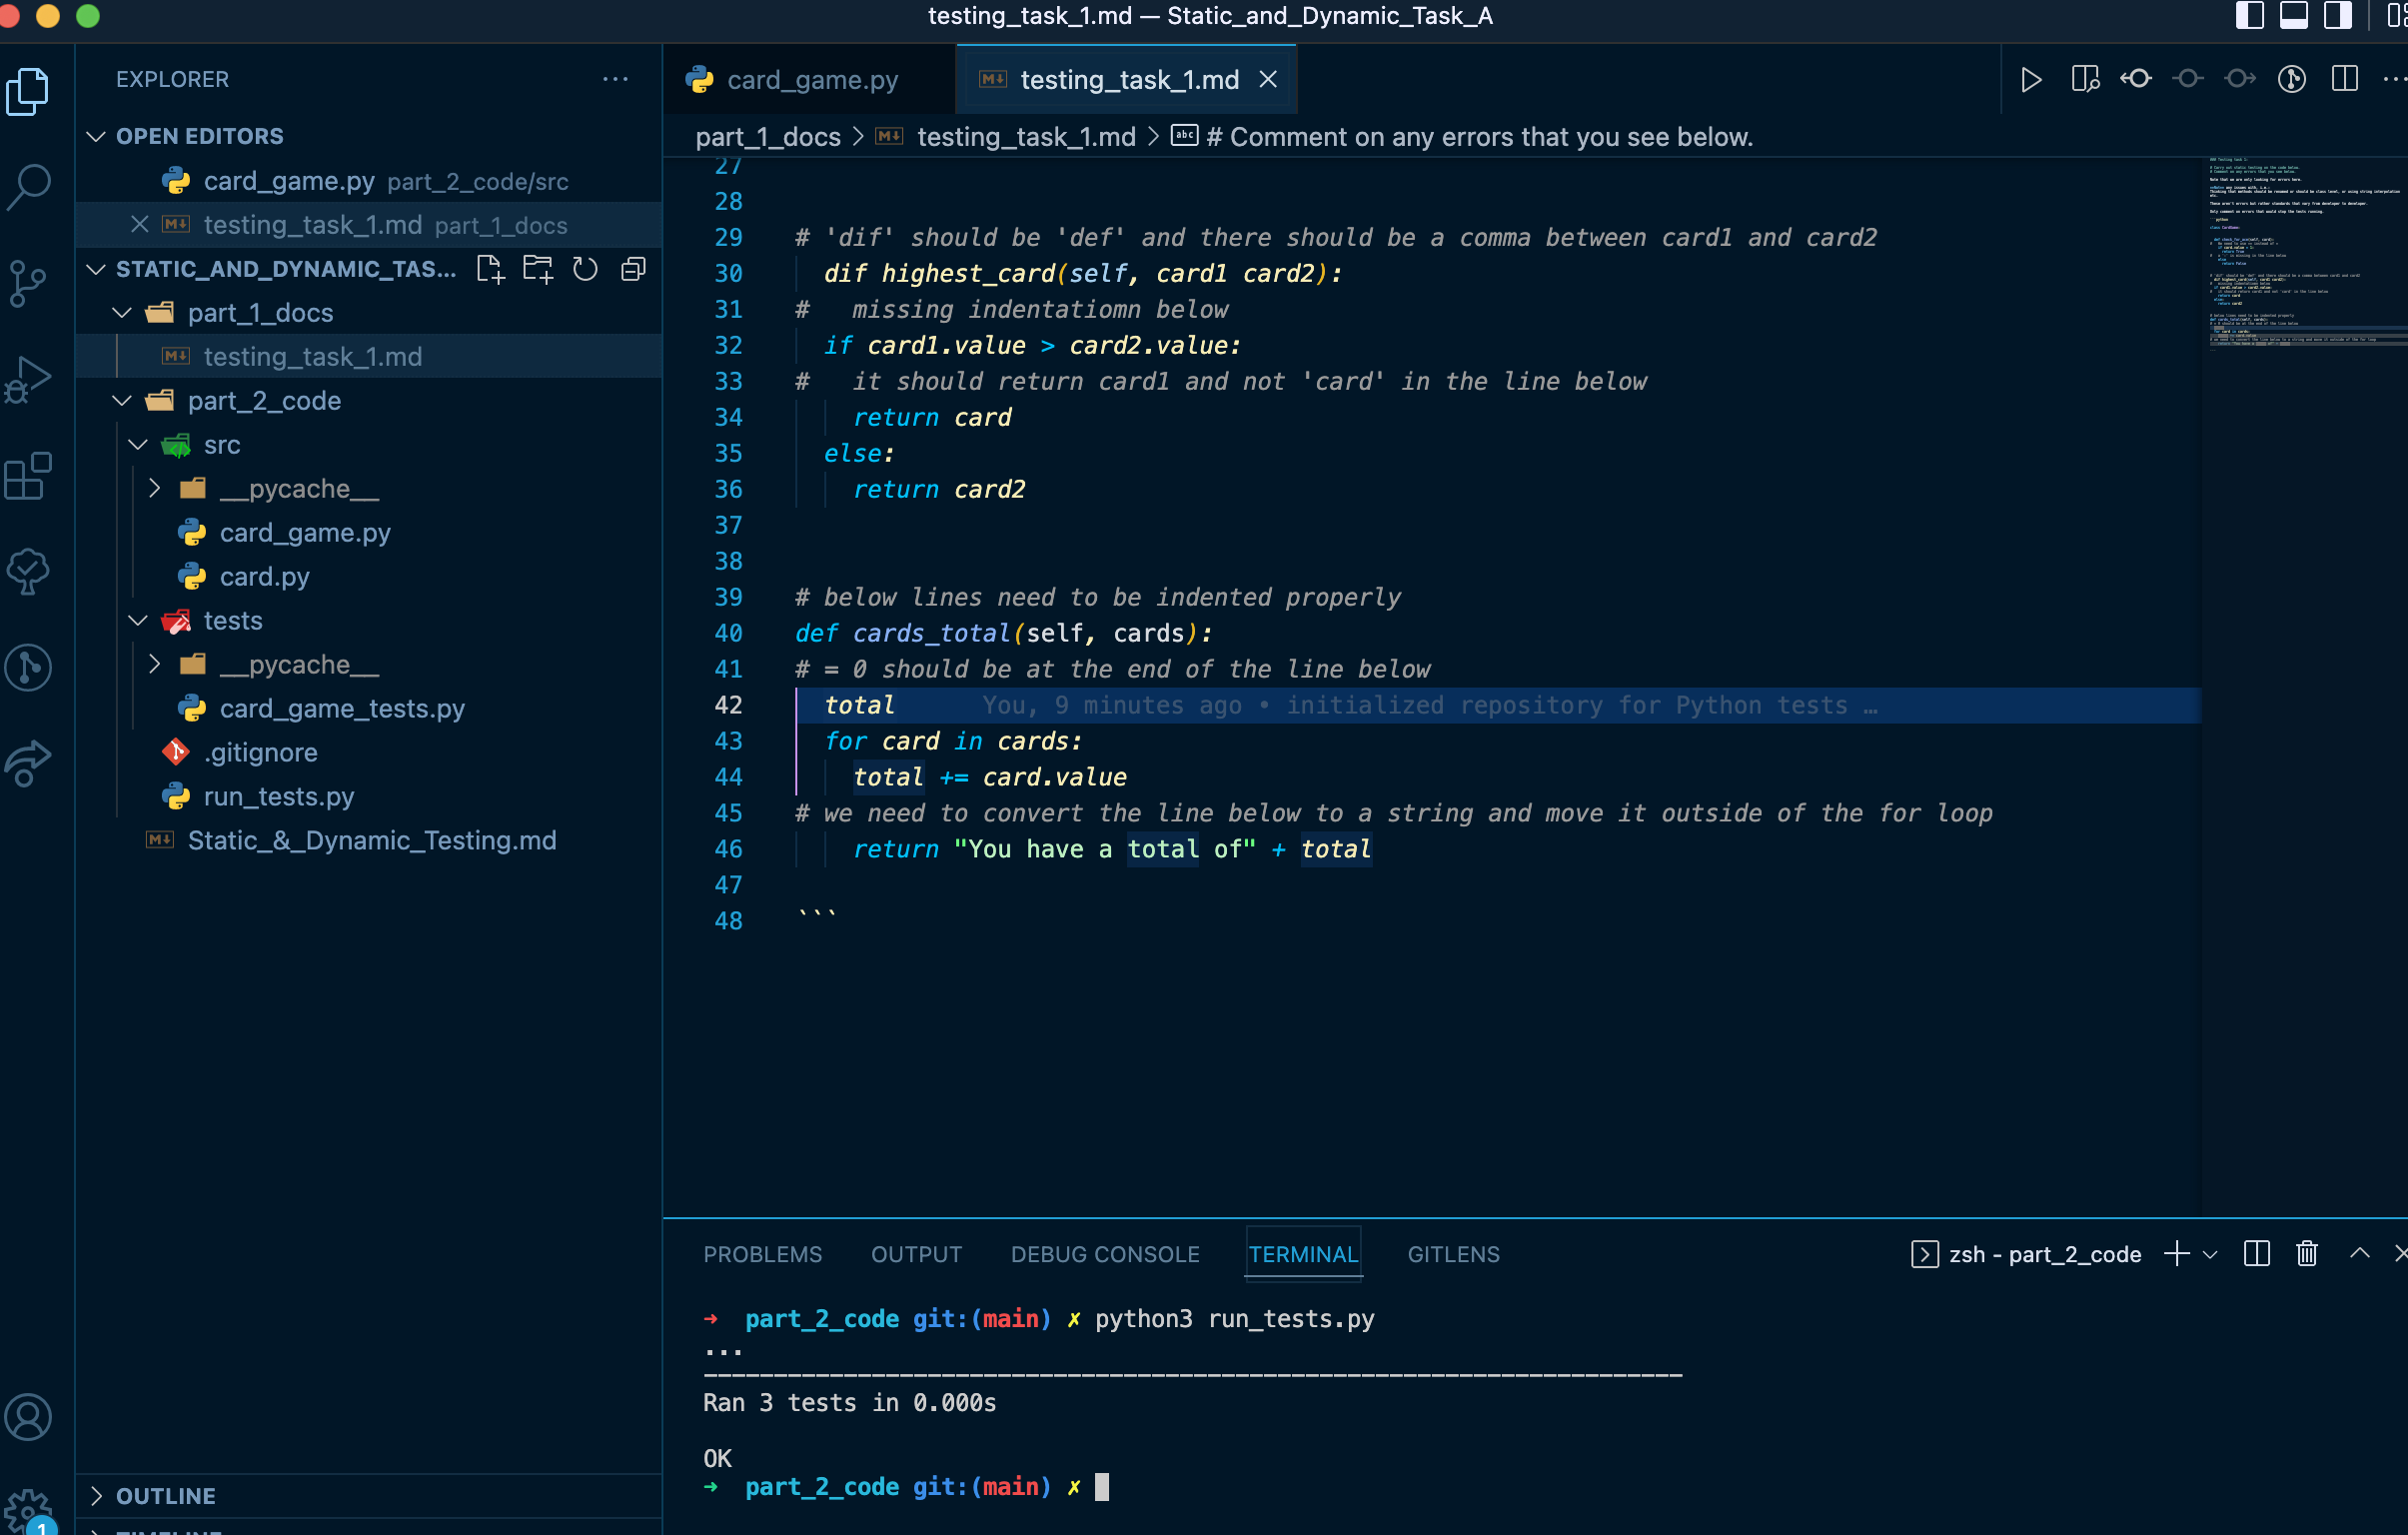 testing_task_1.md — Static_and_Dynamic_Task_A
EXPLORER
OPEN EDITORS
card_game.py part_2_code/src
testing_task_1.md part_1_docs
STATIC_AND_DYNAMIC_TAS...
part_1_docs
testing_task_1.md
part_2_code
src
__pycache__
card_game.py
card.py
tests
__pycache__
card_game_tests.py
.gitignore
run_tests.py
Static_&_Dynamic_Testing.md
OUTLINE
TIMELINE
1
card_game.py
testing_task_1.md
part_1_docs > testing_task_1.md > # Comment on any errors that you see below.
27
28
29 # 'dif' should be 'def' and there should be a comma between card1 and card2
30 dif highest_card(self, card1 card2):
31 # missing indentatiomn below
32 if card1.value > card2.value:
33 # it should return card1 and not 'card' in the line below
34 return card
35 else:
36 return card2
37
38
39 # below lines need to be indented properly
40 def cards_total(self, cards):
41 # = 0 should be at the end of the line below
42 total You, 9 minutes ago • initialized repository for Python tests …
43 for card in cards:
44 total += card.value
45 # we need to convert the line below to a string and move it outside of the for loop
46 return "You have a total of" + total
47
48 ```
PROBLEMS OUTPUT DEBUG CONSOLE TERMINAL GITLENS
zsh - part_2_code
→ part_2_code git:(main) ✗ python3 run_tests.py
...
----------------------------------------------------------------------
Ran 3 tests in 0.000s
OK
→ part_2_code git:(main) ✗